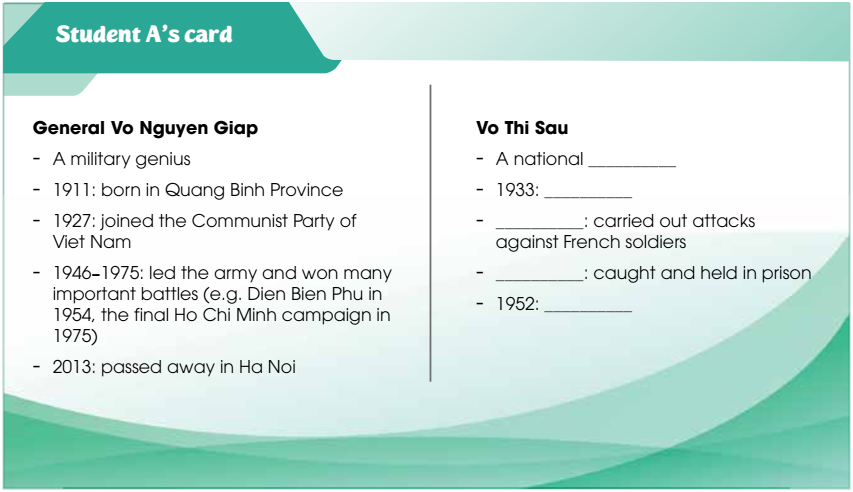 Student A's card
General Vo Nguyen Giap
- A military genius
- 1911: born in Quang Binh Province
- 1927: joined the Communist Party of
Viet Nam
- 1946–1975: led the army and won many
important battles (e.g. Dien Bien Phu in
1954, the final Ho Chi Minh campaign in
1975)
- 2013: passed away in Ha Noi
Vo Thi Sau
- A national __________
- 1933: __________
- __________: carried out attacks
against French soldiers
- __________: caught and held in prison
- 1952: __________